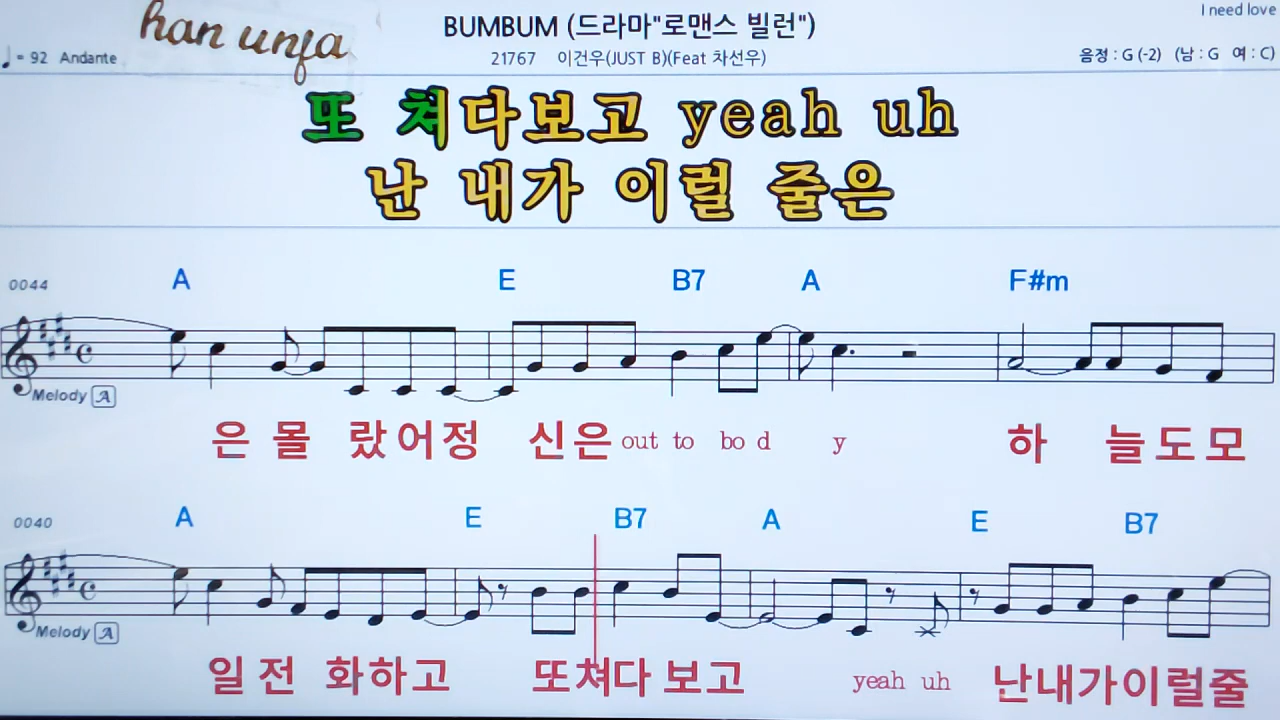 han unja
I need love
BUMBUM (드라마"로맨스 빌런")
♩= 92 Andante
21767 이건우(JUST B)(Feat 차선우)
음정 : G (-2) (남 : G 여 : C)
또 쳐다보고 yeah uh
난 내가 이럴 줄은
0044 A E B7 A F#m
Melody A
은 몰 랐어정 신은 out to bo d y 하 늘도모
0040 A E B7 A E B7
Melody A
일 전 화하고 또쳐다 보고 yeah uh 난내가이럴줄